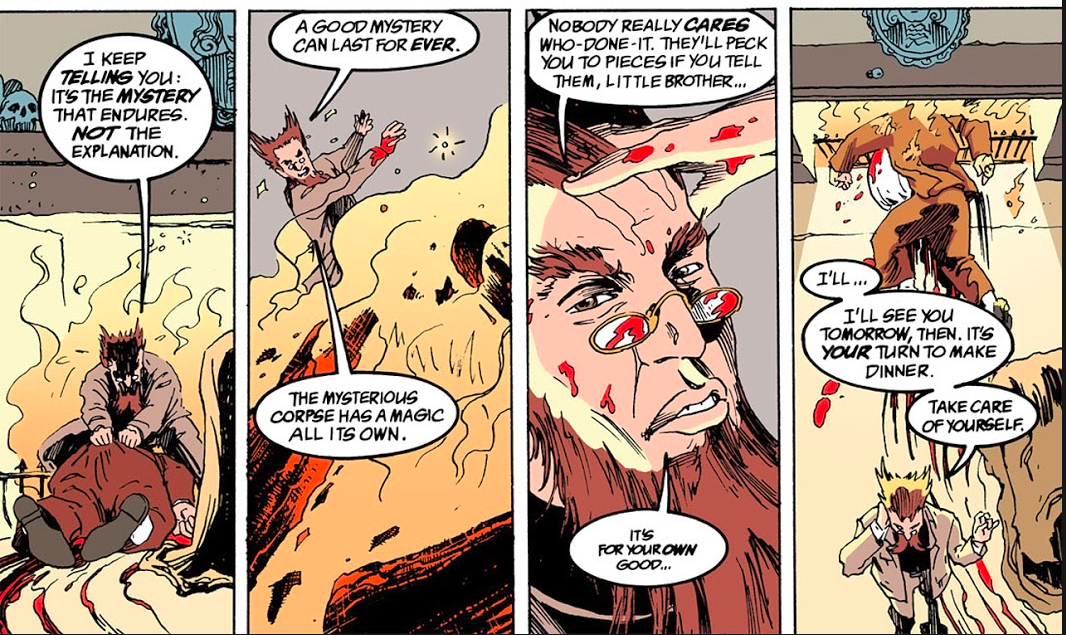 I KEEP
TELLING YOU:
IT'S THE MYSTERY
THAT ENDURES.
NOT THE
EXPLANATION.
A GOOD MYSTERY
CAN LAST FOR EVER.
THE MYSTERIOUS
CORPSE HAS A MAGIC
ALL ITS OWN.
NOBODY REALLY CARES
WHO-DONE-IT. THEY'LL PECK
YOU TO PIECES IF YOU TELL
THEM, LITTLE BROTHER...
IT'S
FOR YOUR OWN
GOOD...
I'LL...
I'LL SEE YOU
TOMORROW, THEN. IT'S
YOUR TURN TO MAKE
DINNER.
TAKE CARE
OF YOURSELF.